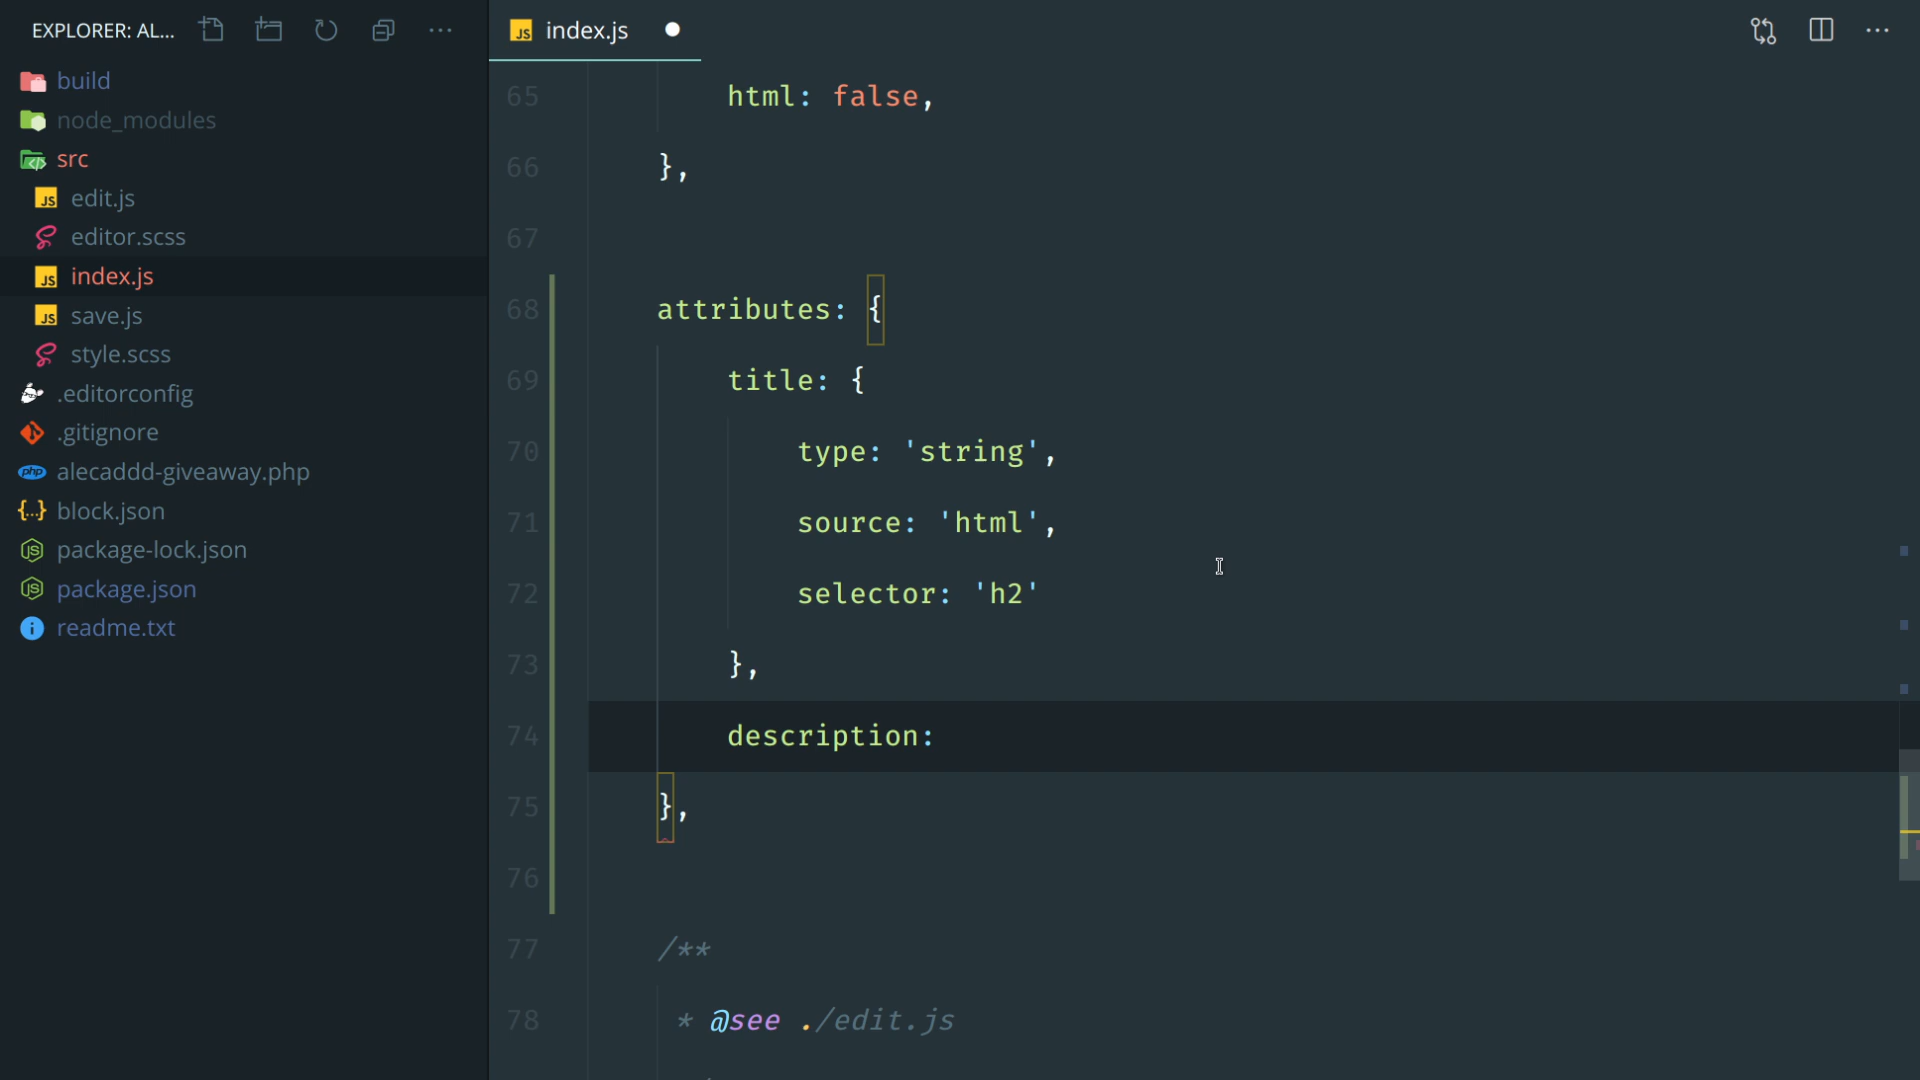 EXPLORER: AL...
build
node_modules
src
edit.js
editor.scss
index.js
save.js
style.scss
.editorconfig
.gitignore
alecaddd-giveaway.php
block.json
package-lock.json
package.json
readme.txt
index.js
65 html: false,
66 },
67
68 attributes: {
69 title: {
70 type: 'string',
71 source: 'html',
72 selector: 'h2'
73 },
74 description:
75 },
76
77 /**
78 * @see ./edit.js